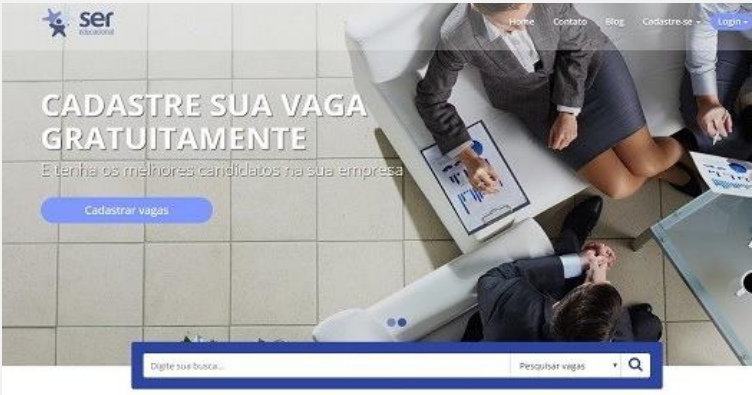 ser
educacional
Home Contato Blog Cadastre-se Login
CADASTRE SUA VAGA
GRATUITAMENTE
E tenha os melhores candidatos na sua empresa
Cadastrar vagas
Digite sua busca... Pesquisar vagas